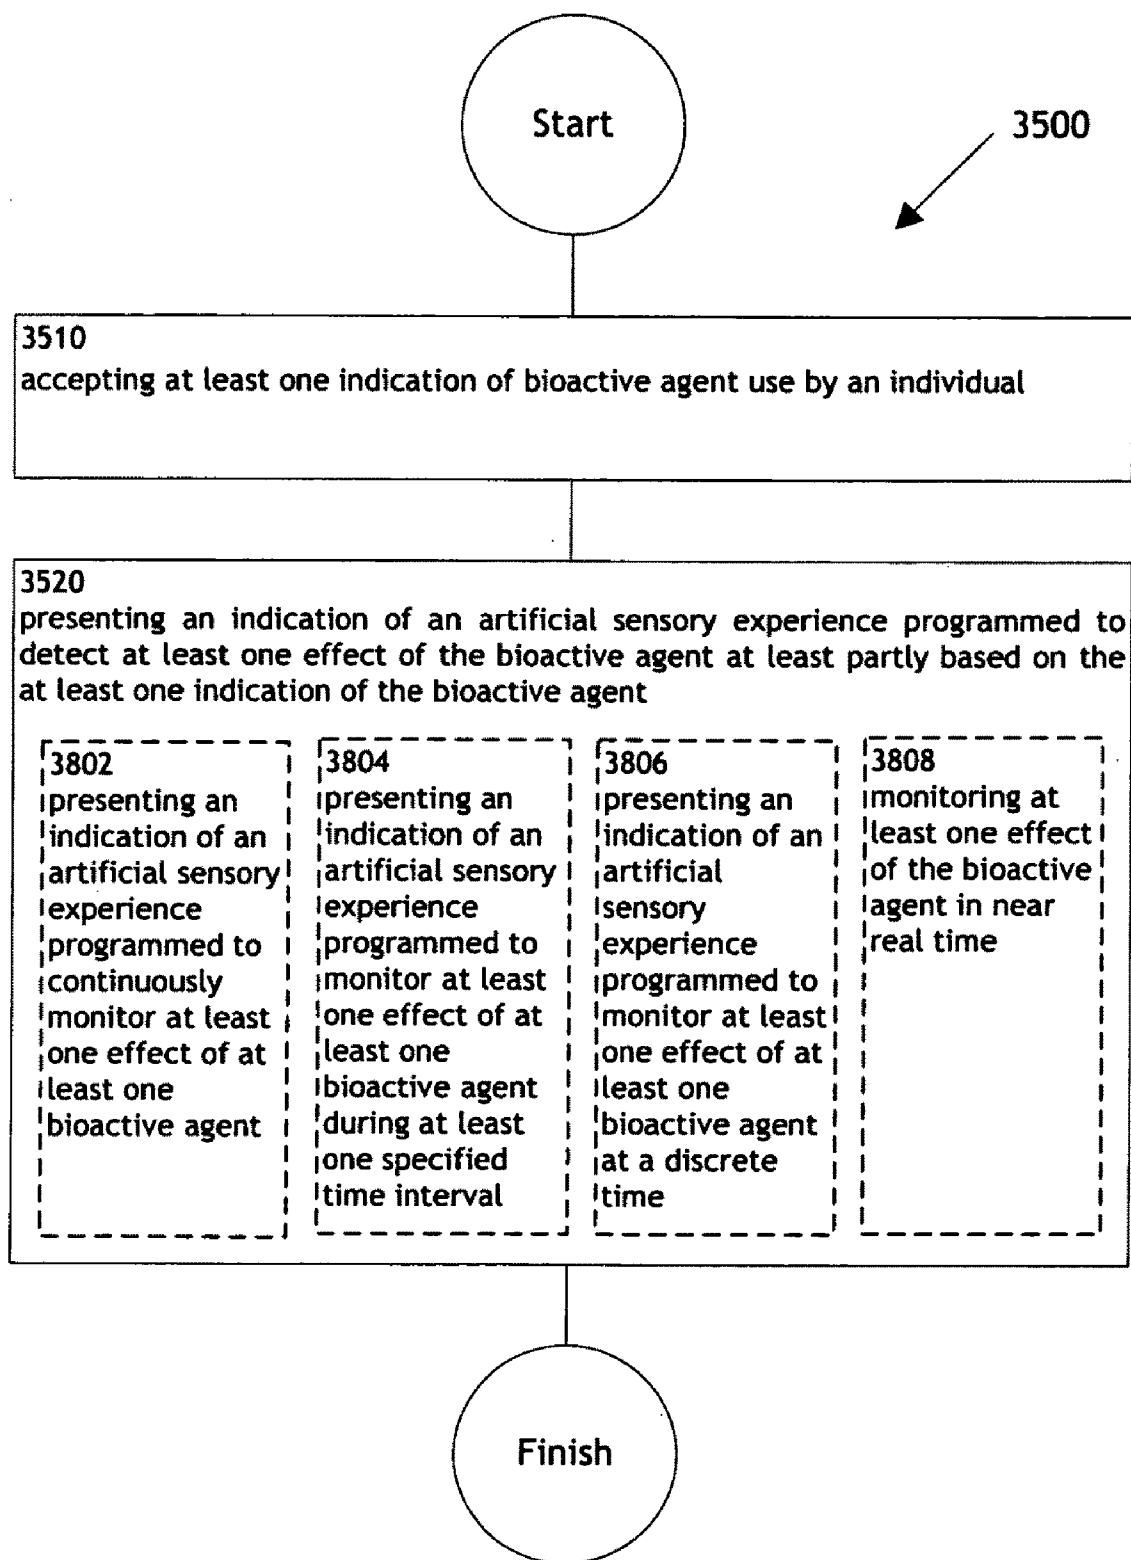 Start
3500
3510
accepting at least one indication of bioactive agent use by an individual
3520
presenting an indication of an artificial sensory experience programmed to
detect at least one effect of the bioactive agent at least partly based on the
at least one indication of the bioactive agent
3802
presenting an
indication of an
artificial sensory
experience
programmed to
continuously
monitor at least
one effect of at
least one
bioactive agent
3804
presenting an
indication of an
artificial sensory
experience
programmed to
monitor at least
one effect of at
least one
bioactive agent
during at least
one specified
time interval
3806
presenting an
indication of an
artificial
sensory
experience
programmed to
monitor at least
one effect of at
least one
bioactive agent
at a discrete
time
3808
monitoring at
least one effect
of the bioactive
agent in near
real time
Finish